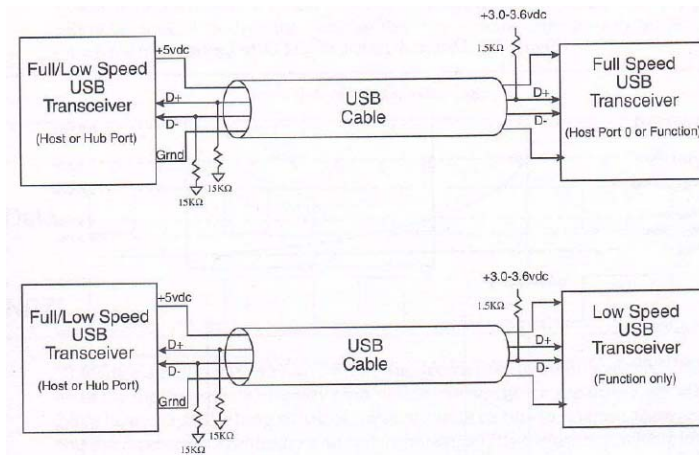 +5vdc
Full/Low Speed
USB
Transceiver
(Host or Hub Port)
D+
D-
Grnd
15KΩ
15KΩ
USB
Cable
+3.0-3.6vdc
1.5KΩ
D+
D-
Full Speed
USB
Transceiver
(Host Port 0 or Function)
+5vdc
Full/Low Speed
USB
Transceiver
(Host or Hub Port)
D+
D-
Grnd
15KΩ
15KΩ
USB
Cable
+3.0-3.6vdc
1.5KΩ
D+
D-
Low Speed
USB
Transceiver
(Function only)